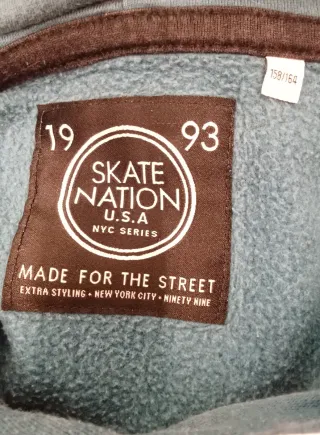 158/164
19 93
SKATE
NATION
U.S.A
NYC SERIES
MADE FOR THE STREET
EXTRA STYLING • NEW YORK CITY • NINETY NINE